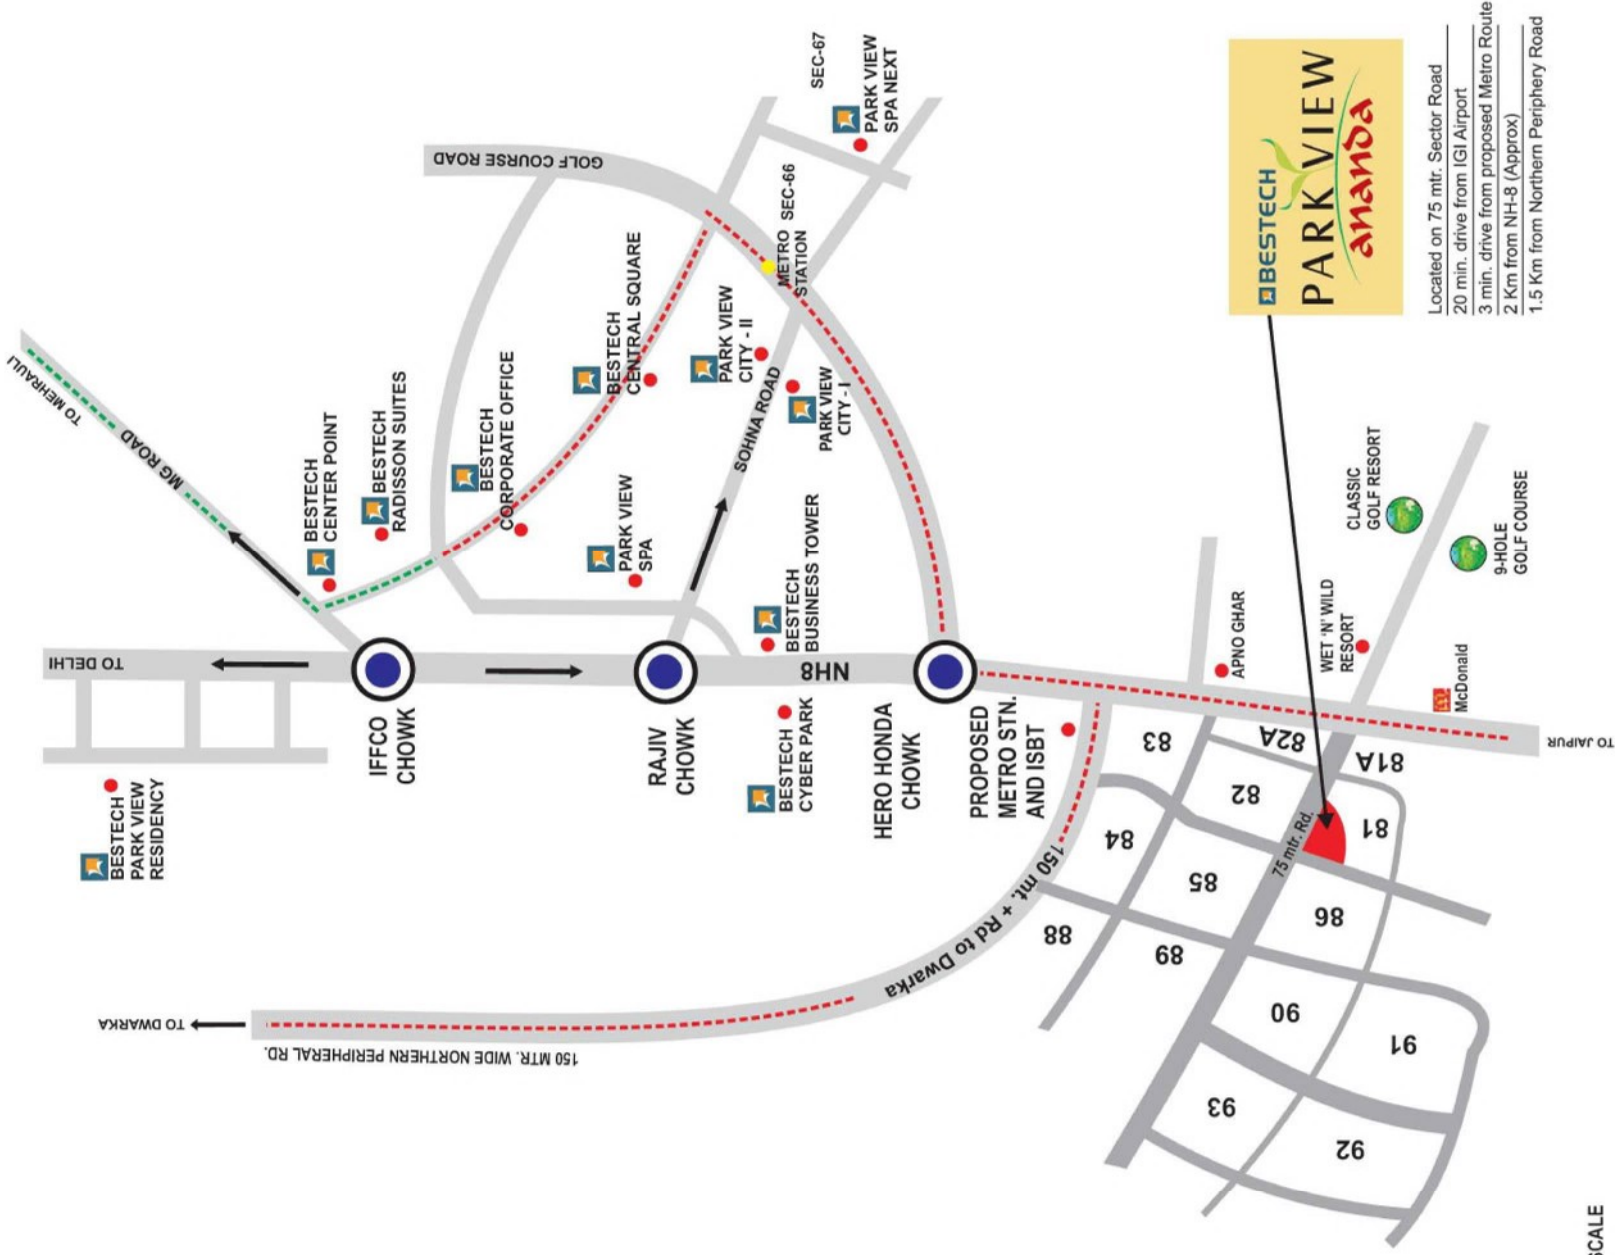 TO MEHRAULI
MG ROAD
TO DELHI
BESTECH
CENTER POINT
BESTECH
RADISSON SUITES
BESTECH
CORPORATE OFFICE
BESTECH
CENTRAL SQUARE
GOLF COURSE ROAD
PARK VIEW
CITY - II
METRO
STATION
SEC-66
SEC-67
PARK VIEW
SPA NEXT
PARK VIEW
CITY - I
SOHNA ROAD
PARK VIEW
SPA
BESTECH
BUSINESS TOWER
NH8
BESTECH
PARK VIEW
RESIDENCY
IFFCO
CHOWK
RAJIV
CHOWK
BESTECH
CYBER PARK
HERO HONDA
CHOWK
PROPOSED
METRO STN.
AND ISBT
TO DWARKA
150 MTR. WIDE NORTHERN PERIPHERAL RD.
150 mt. + Rd to Dwarka
APNO GHAR
WET 'N' WILD
RESORT
McDonald
CLASSIC
GOLF RESORT
9-HOLE
GOLF COURSE
TO JAIPUR
83
82A
81A
82
81
84
85
86
88
89
90
91
93
92
75 mtr. Rd.
BESTECH
PARK VIEW
ananda
Located on 75 mtr. Sector Road
20 min. drive from IGI Airport
3 min. drive from proposed Metro Route
2 Km from NH-8 (Approx)
1.5 Km from Northern Periphery Road
SCALE